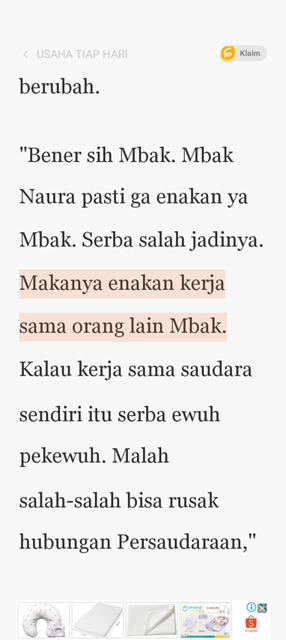 USAHA TIAP HARI
Klaim
berubah.
"Bener sih Mbak. Mbak
Naura pasti ga enakan ya
Mbak. Serba salah jadinya.
Makanya enakan kerja
sama orang lain Mbak.
Kalau kerja sama saudara
sendiri itu serba ewuh
pekewuh. Malah
salah-salah bisa rusak
hubungan Persaudaraan,"